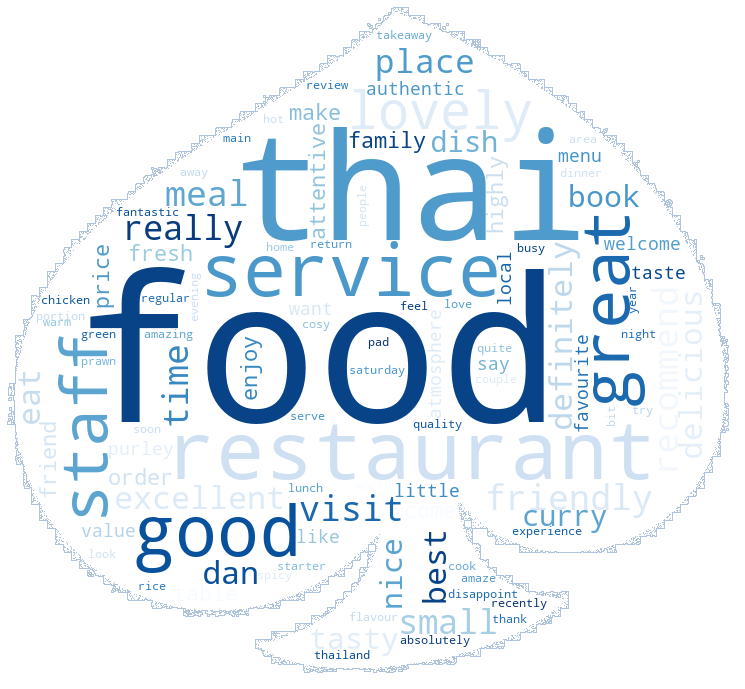 takeaway
place
review
authentic
lovely
make
hot
main
family
dish
area
attentive
thai
menu
away
dinner
highly
meal
people
book
fantastic
really
great
home
return
busy
welcome
fresh
service
definitely
price
local
taste
food
chicken
regular
evening
want
feel
love
year
recommend
delicious
portion
warm
cosy
atmosphere
green
amazing
pad
quite
night
staff
prawn
time
enjoy
saturday
say
favourite
eat
couple
try
bit
serve
quality
soon
restaurant
friend
purley
order
lunch
little
excellent
friendly
good
visit
curry
value
like
experience
look
nice
best
dan
spicy
starter
cook
amaze
rice
table
disappoint
recently
flavour
small
thank
tasty
absolutely
thailand